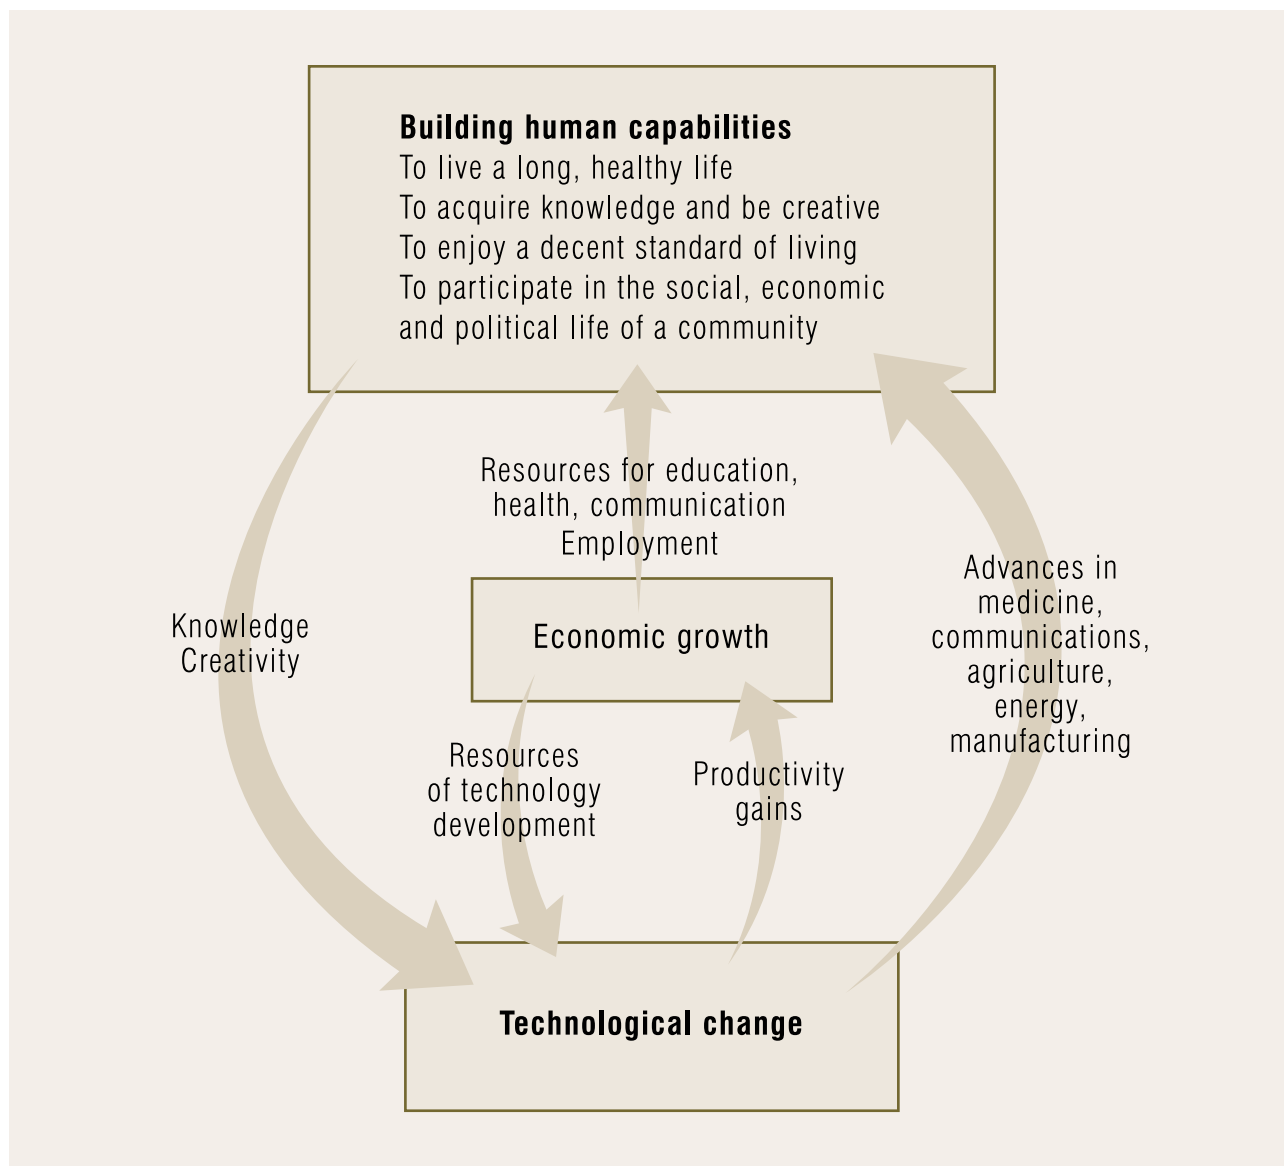 Building human capabilities
To live a long, healthy life
To acquire knowledge and be creative
To enjoy a decent standard of living
To participate in the social, economic
and political life of a community
Resources for education,
health, communication
Employment
Economic growth
Knowledge
Creativity
Advances in
medicine,
communications,
agriculture,
energy,
manufacturing
Resources
of technology
development
Productivity
gains
Technological change